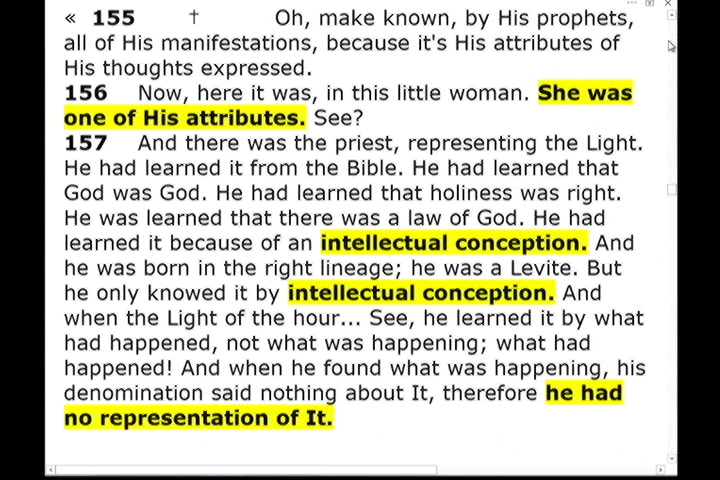 « 155 † Oh, make known, by His prophets,
all of His manifestations, because it's His attributes of
His thoughts expressed.
156 Now, here it was, in this little woman. She was
one of His attributes. See?
157 And there was the priest, representing the Light.
He had learned it from the Bible. He had learned that
God was God. He had learned that holiness was right.
He was learned that there was a law of God. He had
learned it because of an intellectual conception. And
he was born in the right lineage; he was a Levite. But
he only knowed it by intellectual conception. And
when the Light of the hour... See, he learned it by what
had happened, not what was happening; what had
happened! And when he found what was happening, his
denomination said nothing about It, therefore he had
no representation of It.